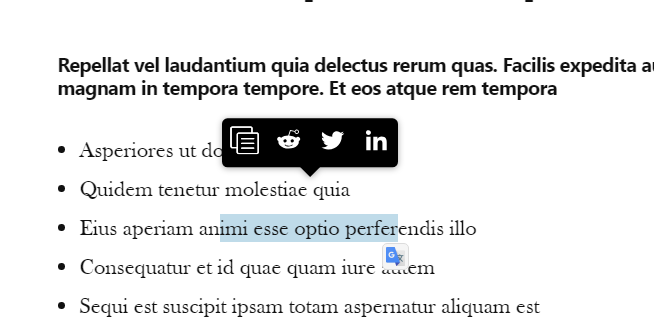 Repellat vel laudantium quia delectus rerum quas. Facilis expedita
magnam in tempora tempore. Et eos atque rem tempora
Asperiores ut
Quidem tenetur molestiae quia
Eius aperiam animi esse optio perferendis illo
Consequatur et id quae quam iure autem
Sequi est suscipit ipsam totam aspernatur aliquam est